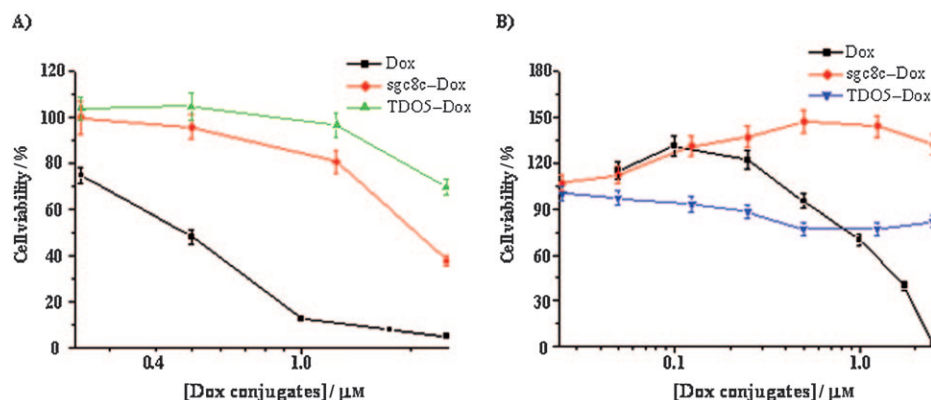 A)
Dox
sgc8c–Dox
TDO5–Dox
120
100
80
60
40
20
0
Cell viability / %
0.4
1.0
[Dox conjugates] / μM
B)
Dox
sgc8c–Dox
TDO5–Dox
180
150
120
90
60
30
0
Cell viability / %
0.1
1.0
[Dox conjugates] / μM